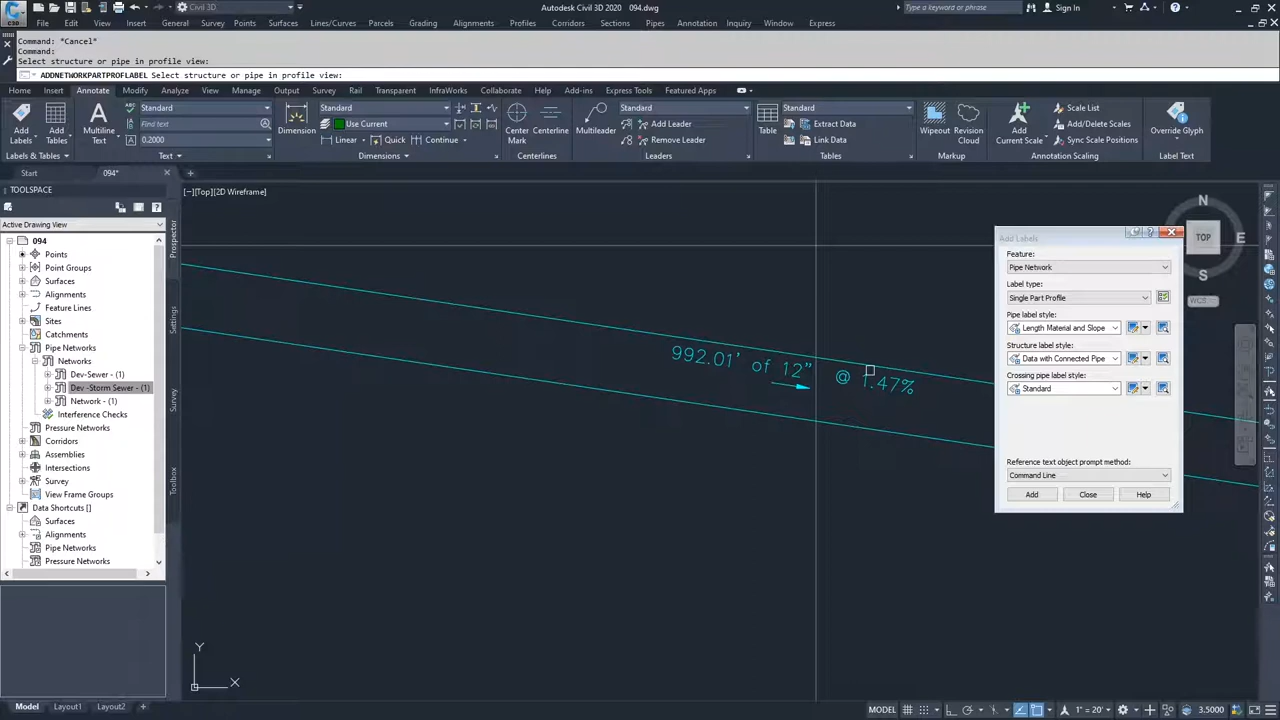 C3D
Civil 3D
Autodesk Civil 3D 2020 094.dwg
Type a keyword or phrase
Sign In
File Edit View Insert General Survey Points Surfaces Lines/Curves Parcels Grading Alignments Profiles Corridors Sections Pipes Annotation Inquiry Window Express
Command: *Cancel*
Command:
Select structure or pipe in profile view:
ADDNETWORKPARTPROFLABEL Select structure or pipe in profile view:
Home Insert Annotate Modify Analyze View Manage Output Survey Rail Transparent InfraWorks Collaborate Help Add-ins Express Tools Featured Apps
Add Labels
Add Tables
Labels & Tables
Multiline Text
Standard
Find text
0.2000
Text
Dimension
Standard
Use Current
Linear Quick Continue
Dimensions
Center Mark
Centerline
Centerlines
Multileader
Standard
Add Leader
Remove Leader
Leaders
Table
Standard
Extract Data
Link Data
Tables
Wipeout
Revision Cloud
Markup
Add Current Scale
Scale List
Add/Delete Scales
Sync Scale Positions
Annotation Scaling
Override Glyph
Label Text
Start
094*
TOOLSPACE
Active Drawing View
094
Points
Point Groups
Surfaces
Alignments
Feature Lines
Sites
Catchments
Pipe Networks
Networks
Dev-Sewer - (1)
Dev -Storm Sewer - (1)
Network - (1)
Interference Checks
Pressure Networks
Corridors
Assemblies
Intersections
Survey
View Frame Groups
Data Shortcuts []
Surfaces
Alignments
Pipe Networks
Pressure Networks
Prospector
Settings
Survey
Toolbox
[−][Top][2D Wireframe]
992.01' of 12" @ 1.47%
N
TOP
E
S
WCS
Add Labels
Feature:
Pipe Network
Label type:
Single Part Profile
Pipe label style:
Length Material and Slope
Structure label style:
Data with Connected Pipe
Crossing pipe label style:
Standard
Reference text object prompt method:
Command Line
Add Close Help
Y
X
Model Layout1 Layout2
MODEL
1" = 20'
3.5000